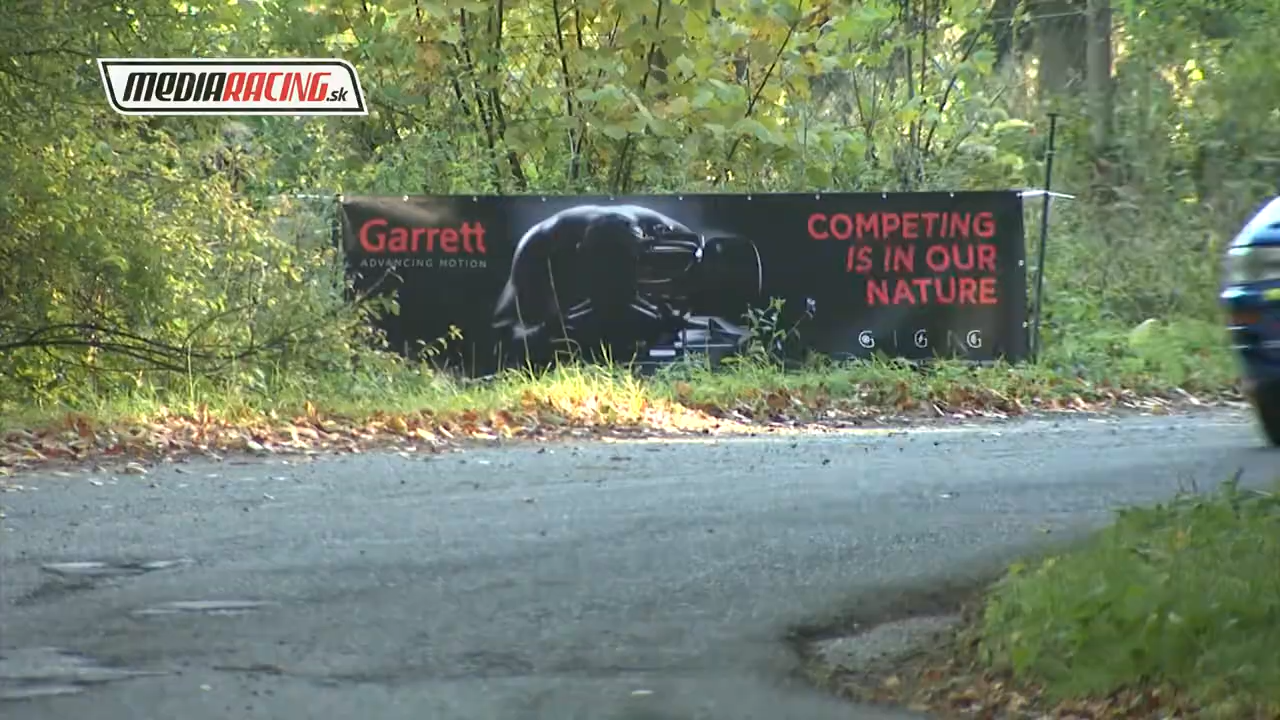 MEDIARACING.sk
Garrett
ADVANCING MOTION
COMPETING
IS IN OUR
NATURE